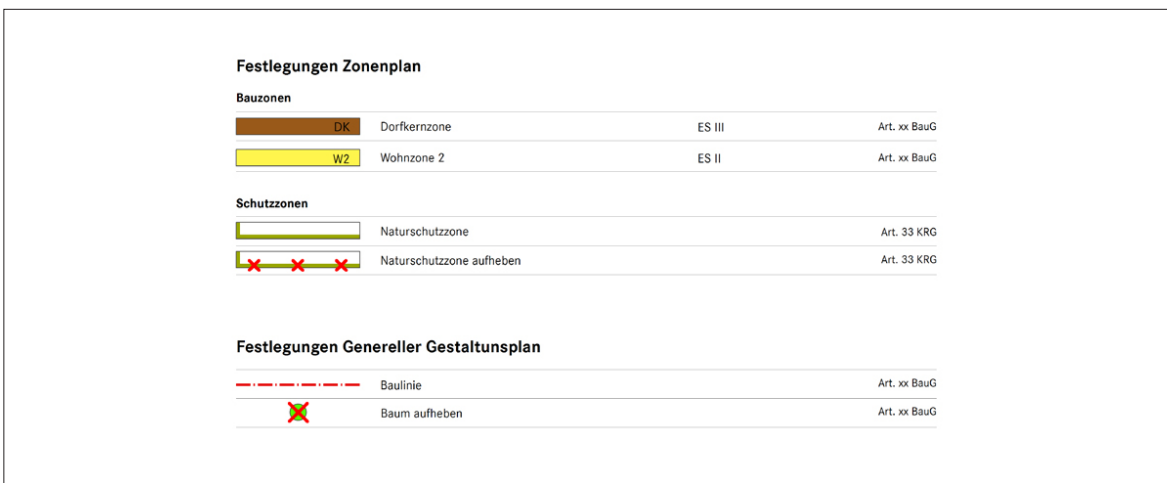 Festlegungen Zonenplan
Bauzonen
DK Dorfkernzone ES III Art. xx BauG
W2 Wohnzone 2 ES II Art. xx BauG
Schutzzonen
Naturschutzzone Art. 33 KRG
Naturschutzzone aufheben Art. 33 KRG
Festlegungen Genereller Gestaltunsplan
Baulinie Art. xx BauG
Baum aufheben Art. xx BauG